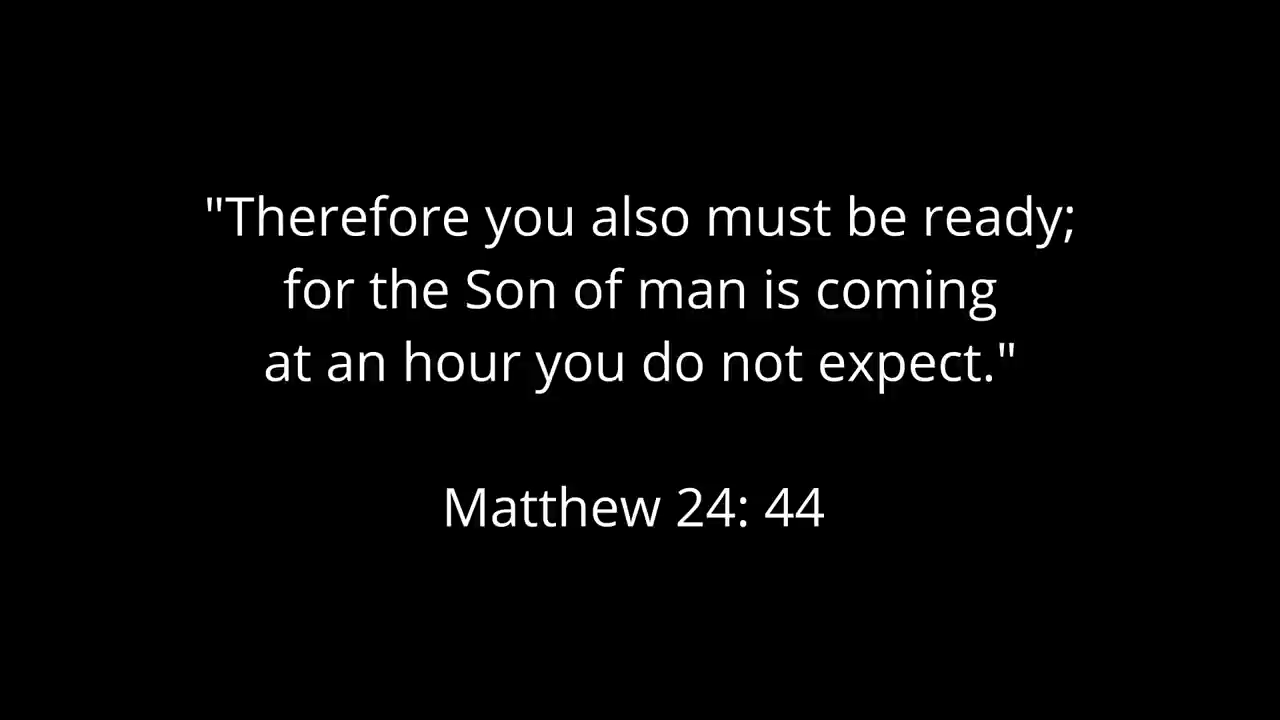 "Therefore you also must be ready;
for the Son of man is coming
at an hour you do not expect."
Matthew 24: 44